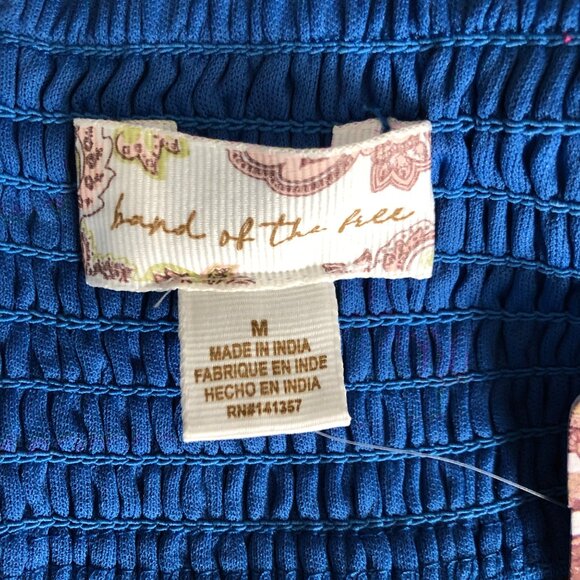 band of the free
M
MADE IN INDIA
FABRIQUE EN INDE
HECHO EN INDIA
RN#141357